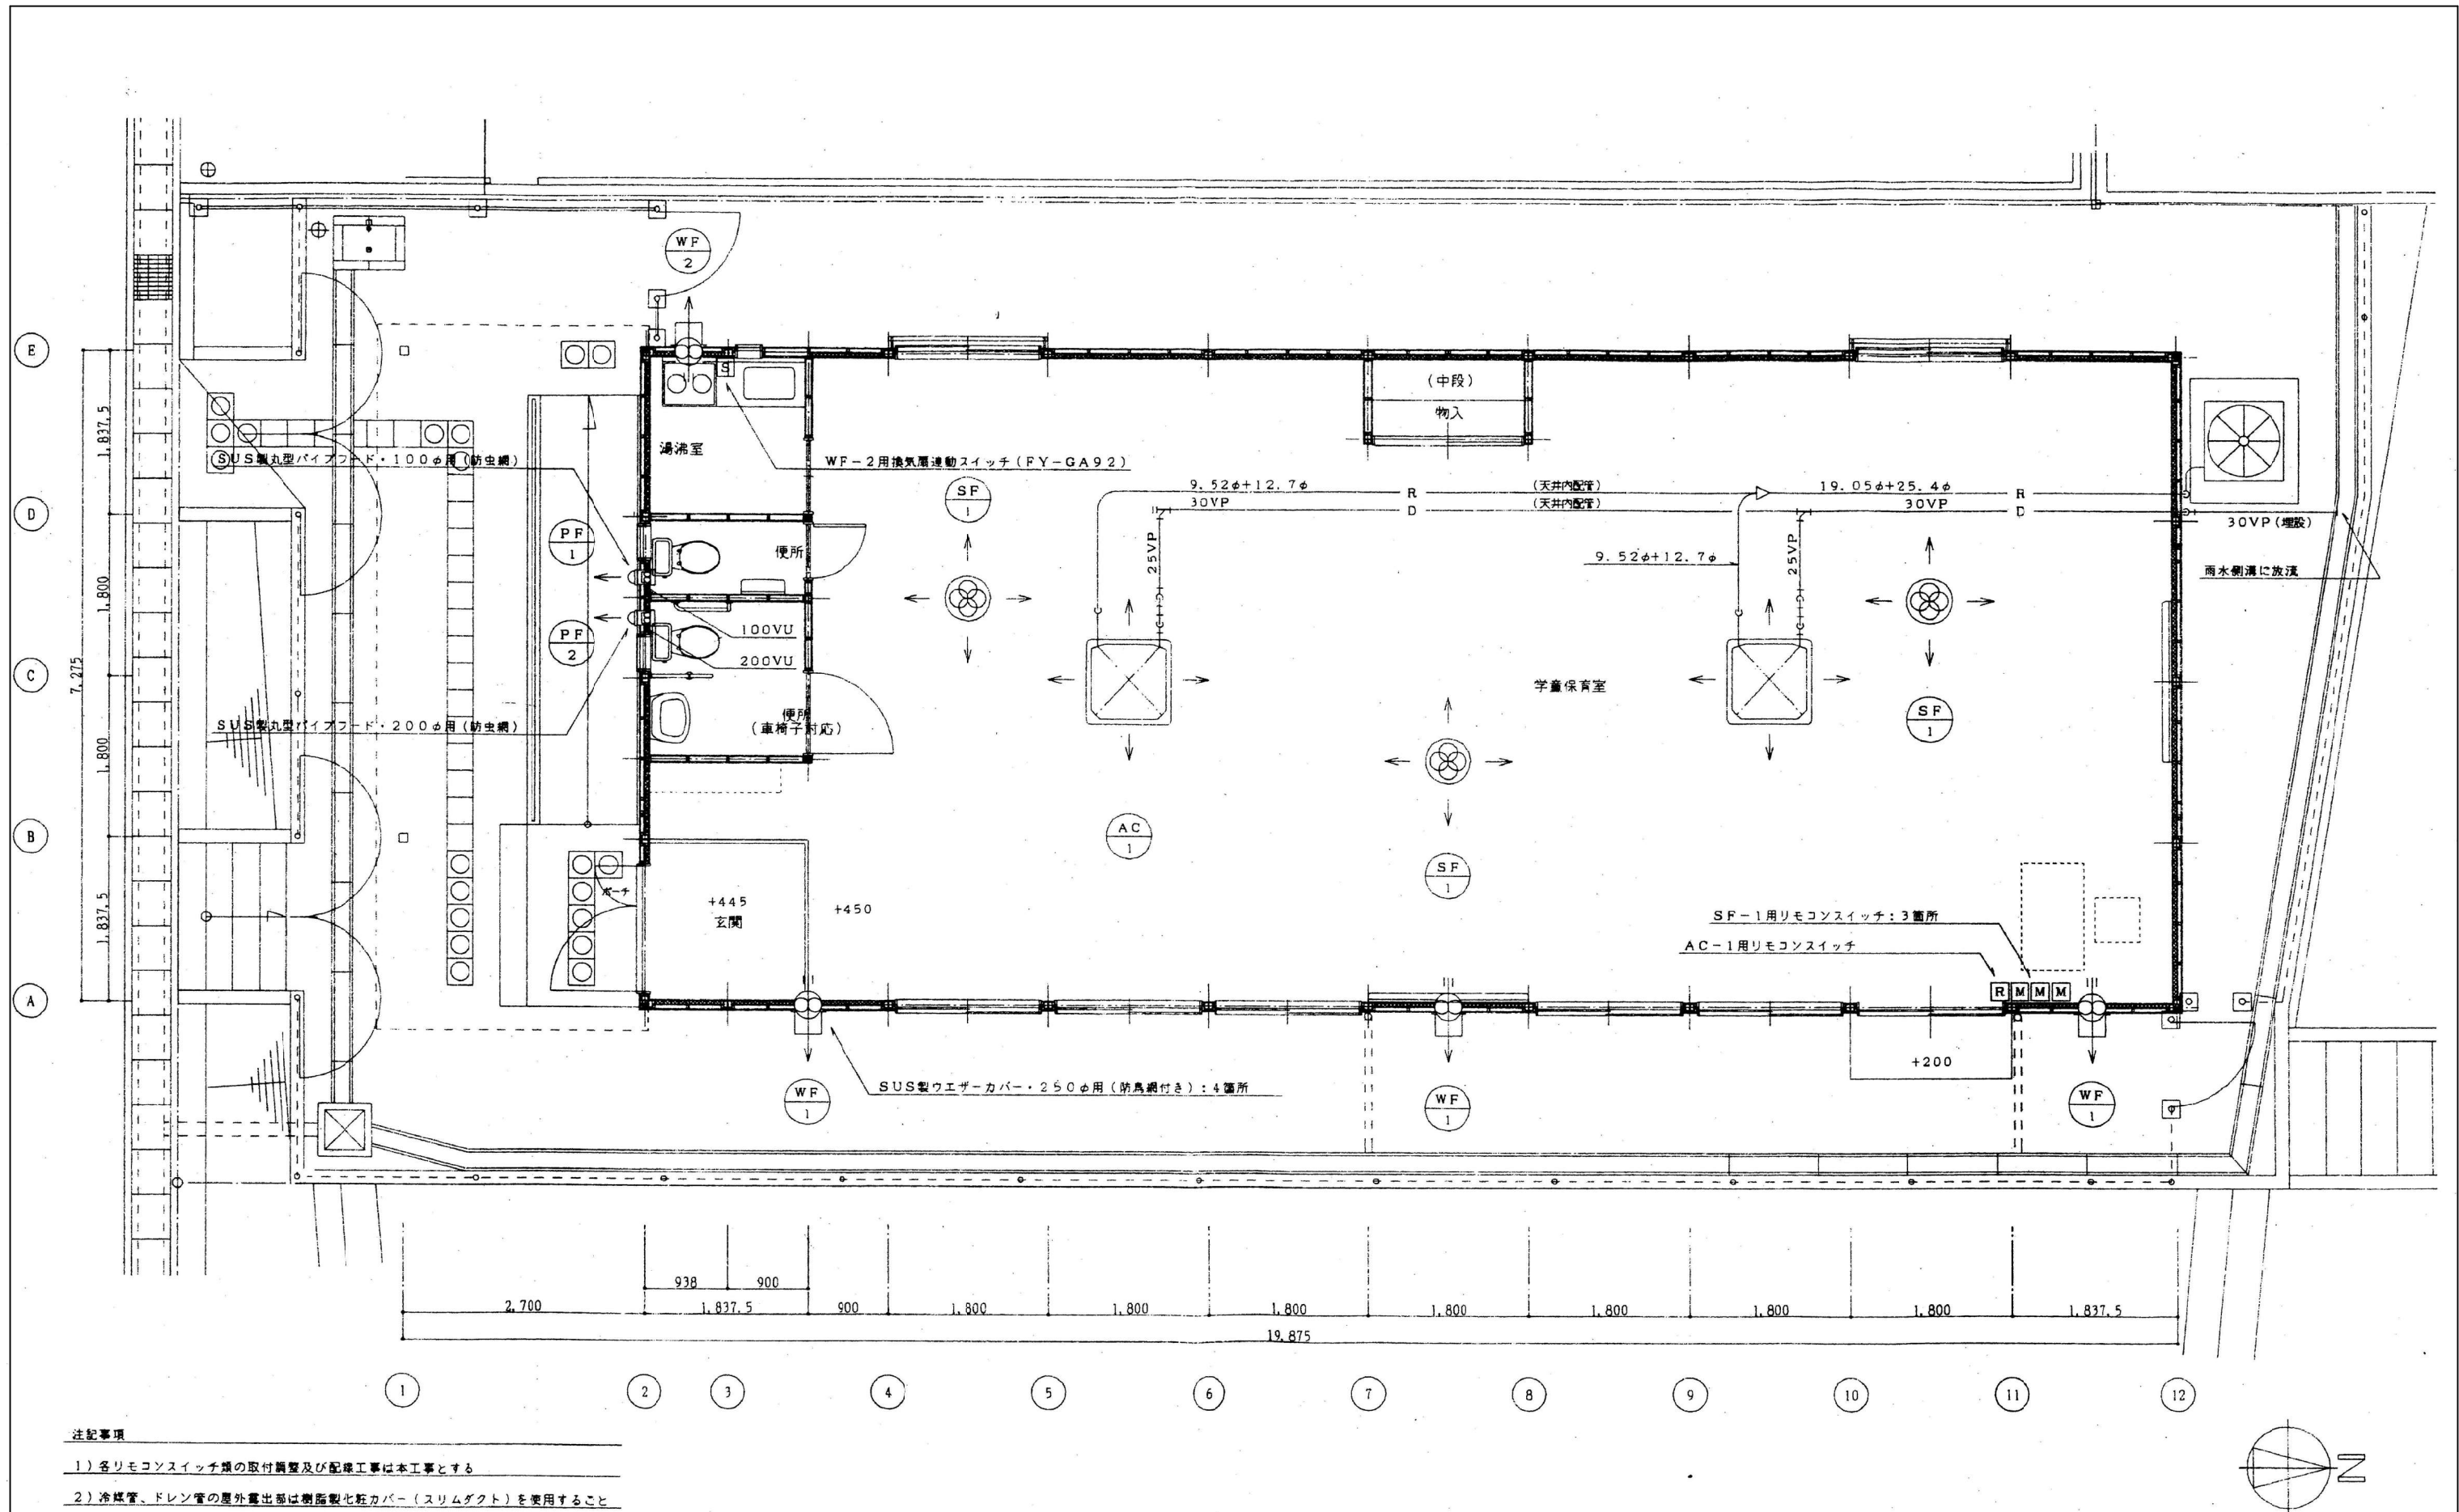 WF
2
E
(中段)
物入
S
湯沸室
SUS製丸型パイプフード・100φ用(防虫網)
WF-2用換気扇連動スイッチ(FY-GA92)
SF
1
9.52φ+12.7φ
R
(天井内配管)
19.05φ+25.4φ
R
30VP
D
(天井内配管)
30VP
D
30VP(埋設)
D
PF
1
便所
25VP
9.52φ+12.7φ
25VP
雨水側溝に放流
PF
2
100VU
200VU
C
学童保育室
SUS製丸型パイプフード・200φ用(防虫網)
便所
(車椅子対応)
SF
1
B
AC
1
SF
1
ポーチ
+445
玄関
+450
SF-1用リモコンスイッチ:3箇所
AC-1用リモコンスイッチ
R M M M
A
+200
WF
1
SUS製ウエザーカバー・250φ用(防鳥網付き):4箇所
WF
1
WF
1
1,837.5
1,800
1,800
1,837.5
7,275
938
900
2,700
1,837.5
900
1,800
1,800
1,800
1,800
1,800
1,800
1,800
1,837.5
19,875
1
2
3
4
5
6
7
8
9
10
11
12
注記事項
1)各リモコンスイッチ類の取付調整及び配線工事は本工事とする
2)冷媒管、ドレン管の屋外露出部は樹脂製化粧カバー(スリムダクト)を使用すること
N